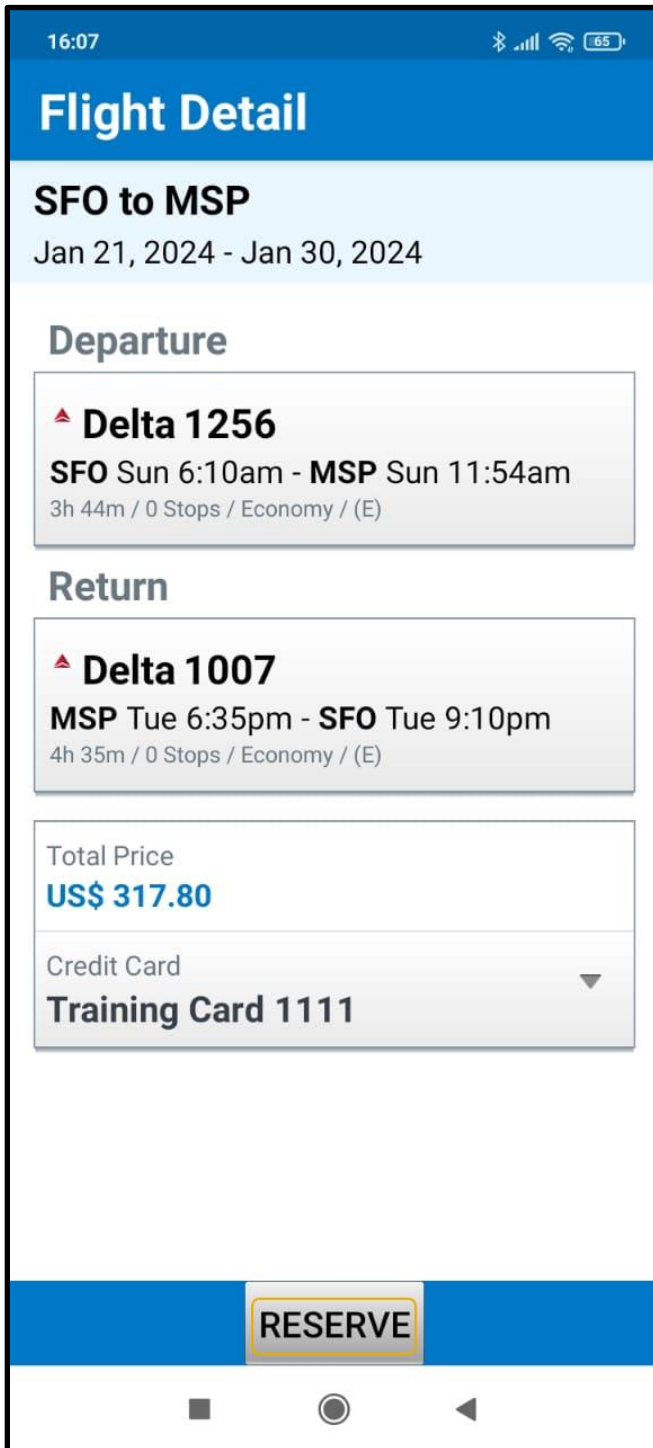 16:07
65
Flight Detail
SFO to MSP
Jan 21, 2024 - Jan 30, 2024
Departure
Delta 1256
SFO Sun 6:10am - MSP Sun 11:54am
3h 44m / 0 Stops / Economy / (E)
Return
Delta 1007
MSP Tue 6:35pm - SFO Tue 9:10pm
4h 35m / 0 Stops / Economy / (E)
Total Price
US$ 317.80
Credit Card
Training Card 1111
RESERVE